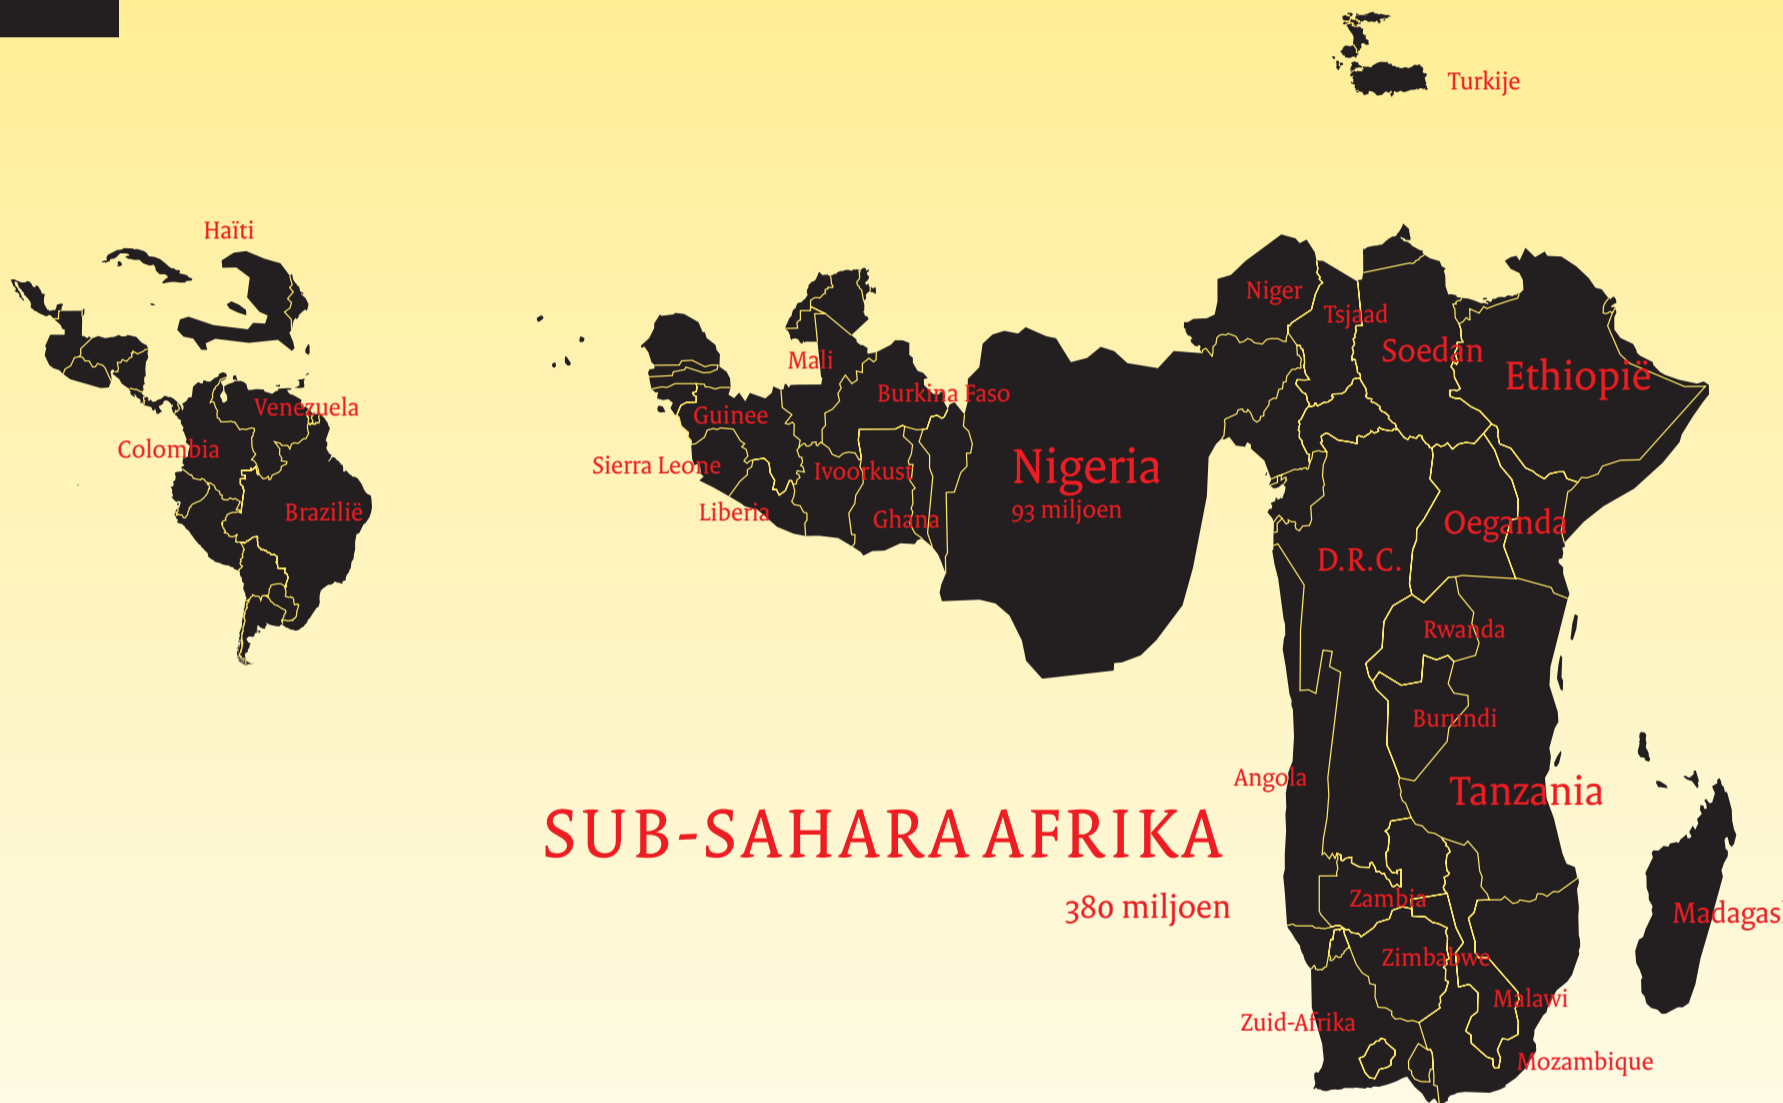 Turkije
Haïti
Niger
Tsjaad
Soedan
Ethiopië
Mali
Burkina Faso
Venezuela
Guinee
Colombia
Sierra Leone
Ivoorkust
Nigeria
93 miljoen
Liberia
Ghana
Brazilië
Oeganda
D.R.C.
Rwanda
Burundi
Angola
Tanzania
SUB-SAHARA AFRIKA
380 miljoen
Zambia
Madagas
Zimbabwe
Malawi
Zuid-Afrika
Mozambique